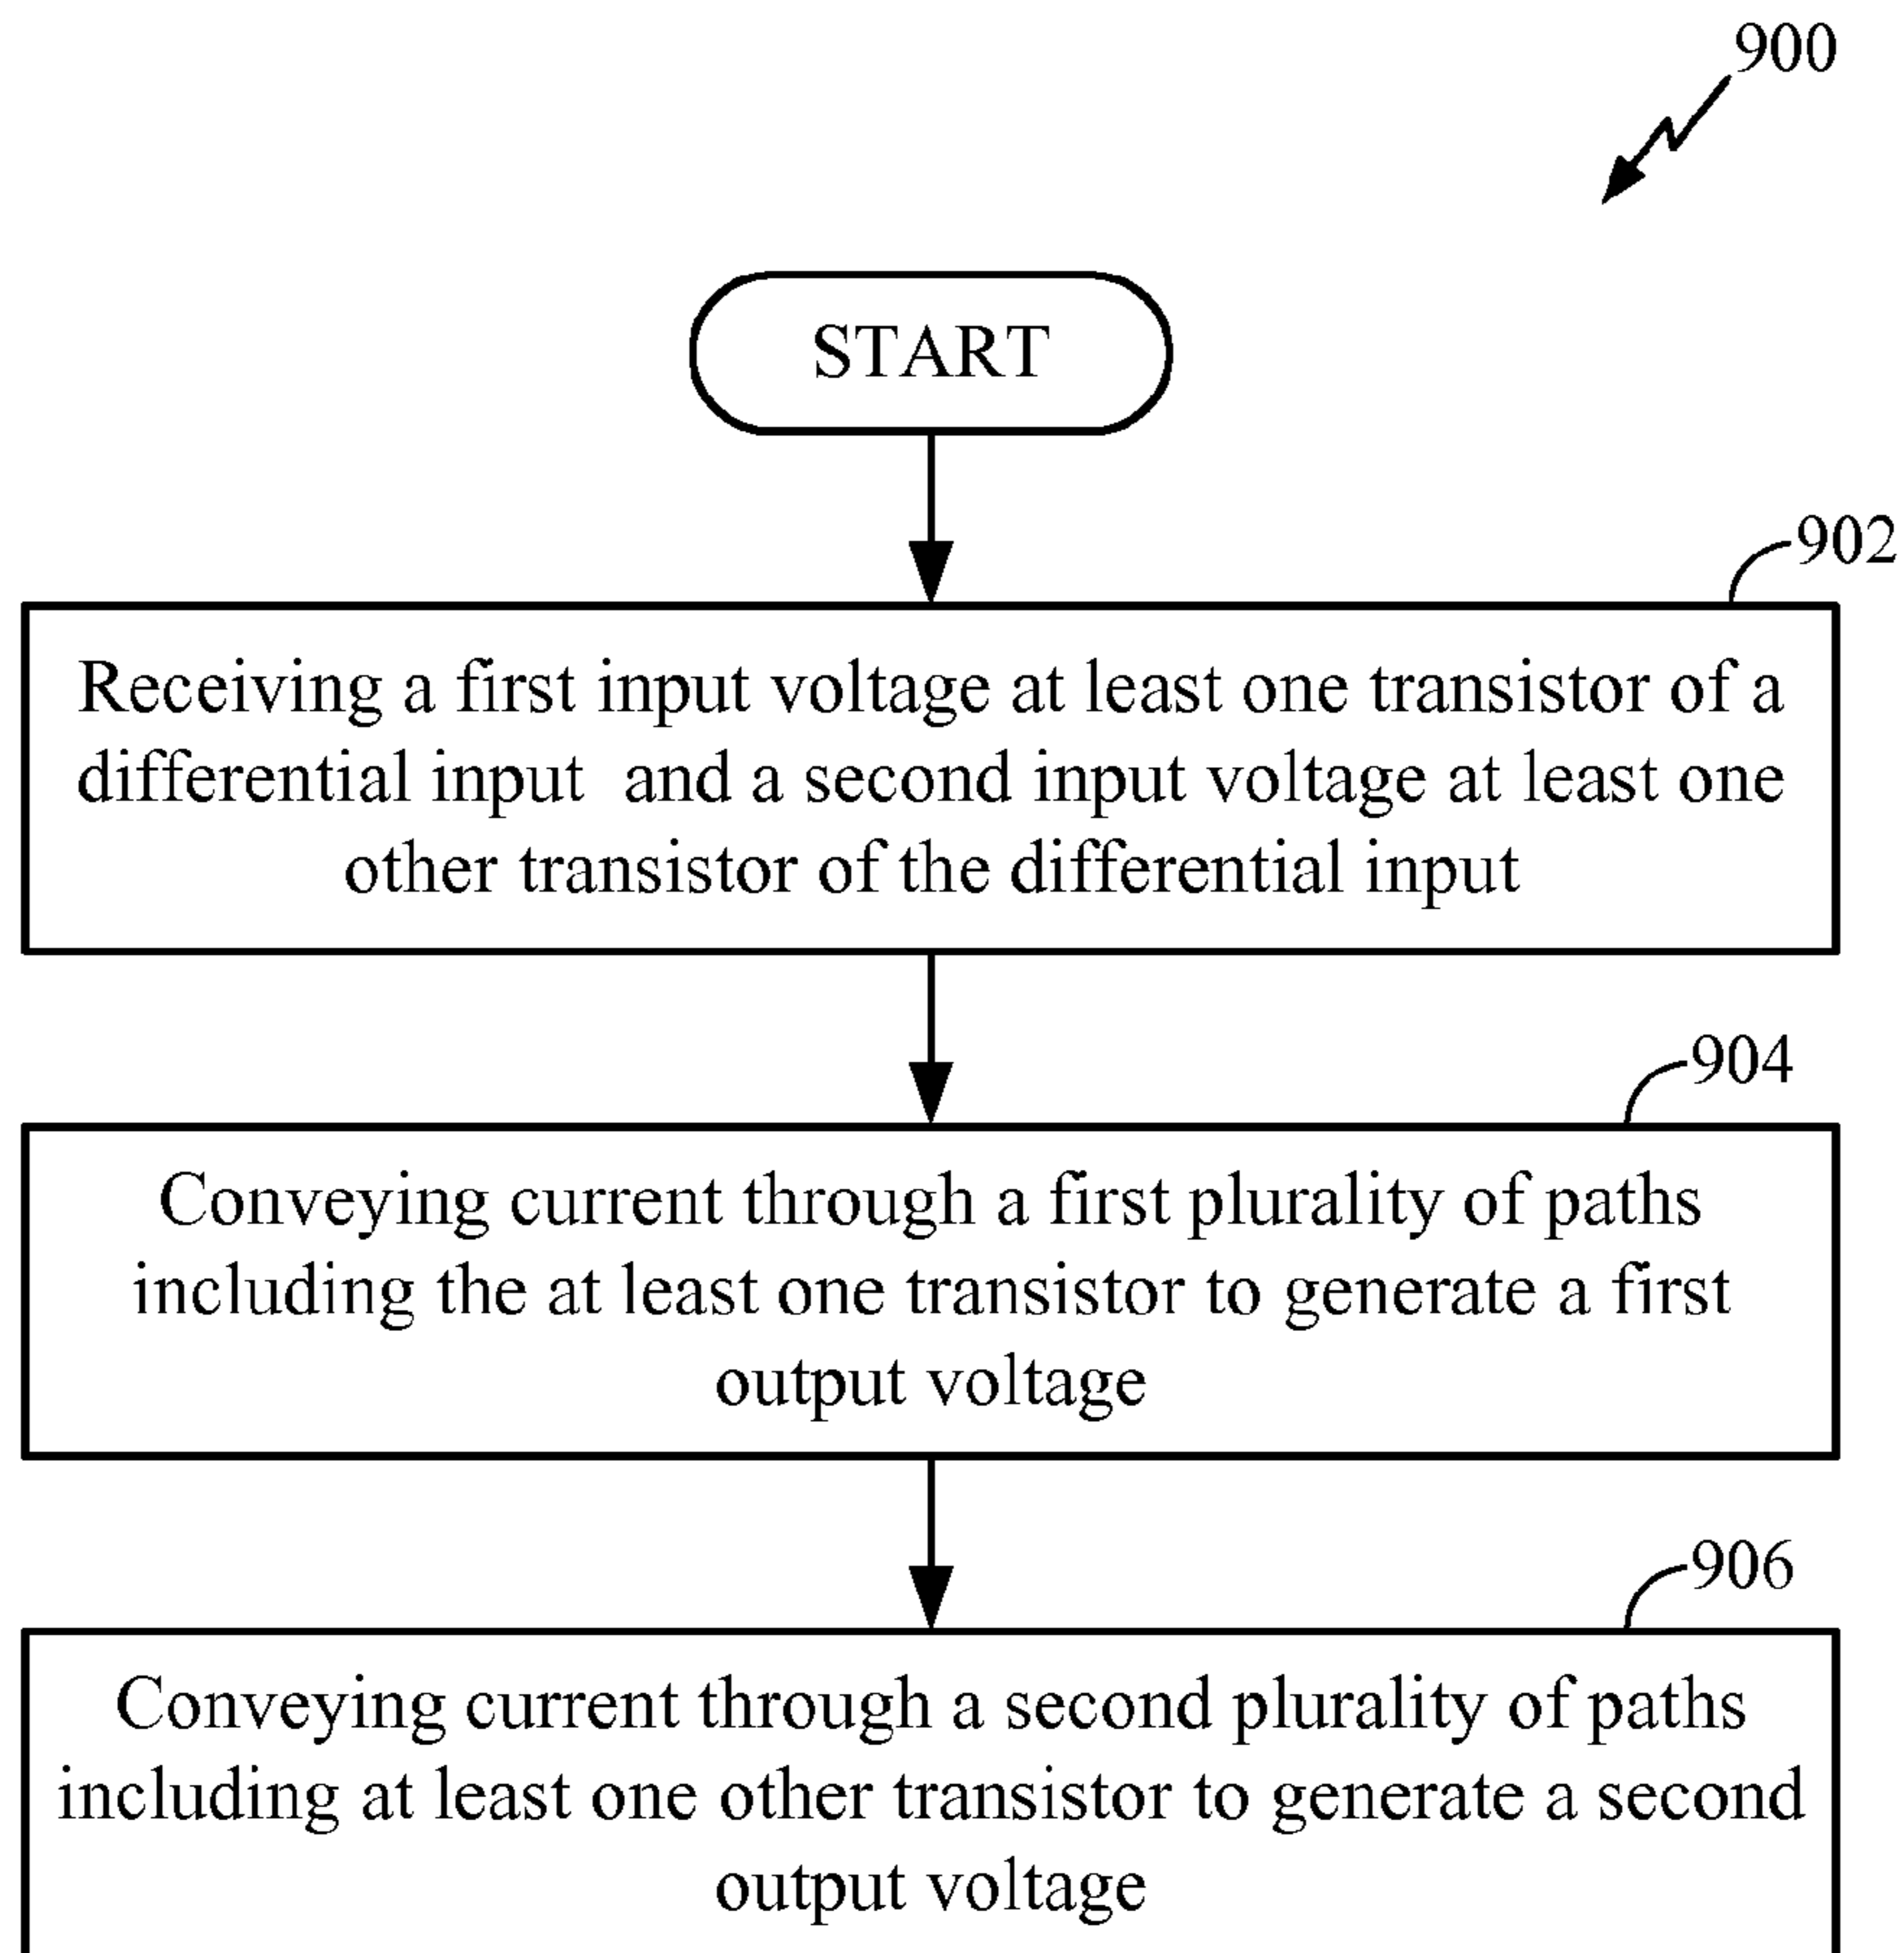 900
START
902
Receiving a first input voltage at least one transistor of a
differential input and a second input voltage at least one
other transistor of the differential input
904
Conveying current through a first plurality of paths
including the at least one transistor to generate a first
output voltage
906
Conveying current through a second plurality of paths
including at least one other transistor to generate a second
output voltage